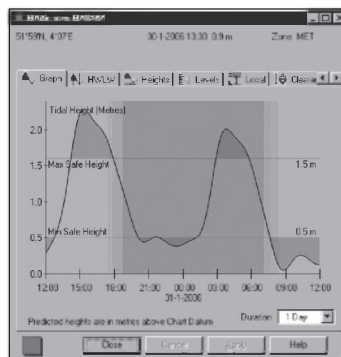 51°59'N, 4°07'E 30-1-2006 13:30 0.9 m Zone: MET
Graph HWLW Heights Levels Local
Tidal Height (Metres)
2.0
1.5 Max Safe Height 1.5 m
1.0
0.5 Min Safe Height 0.5 m
0.0
12:00 15:00 18:00 21:00 00:00 03:00 06:00 09:00 12:00
31-1-2006
Predicted heights are in metres above Chart Datum Duration 1 Day
Close Cancel Apply Help